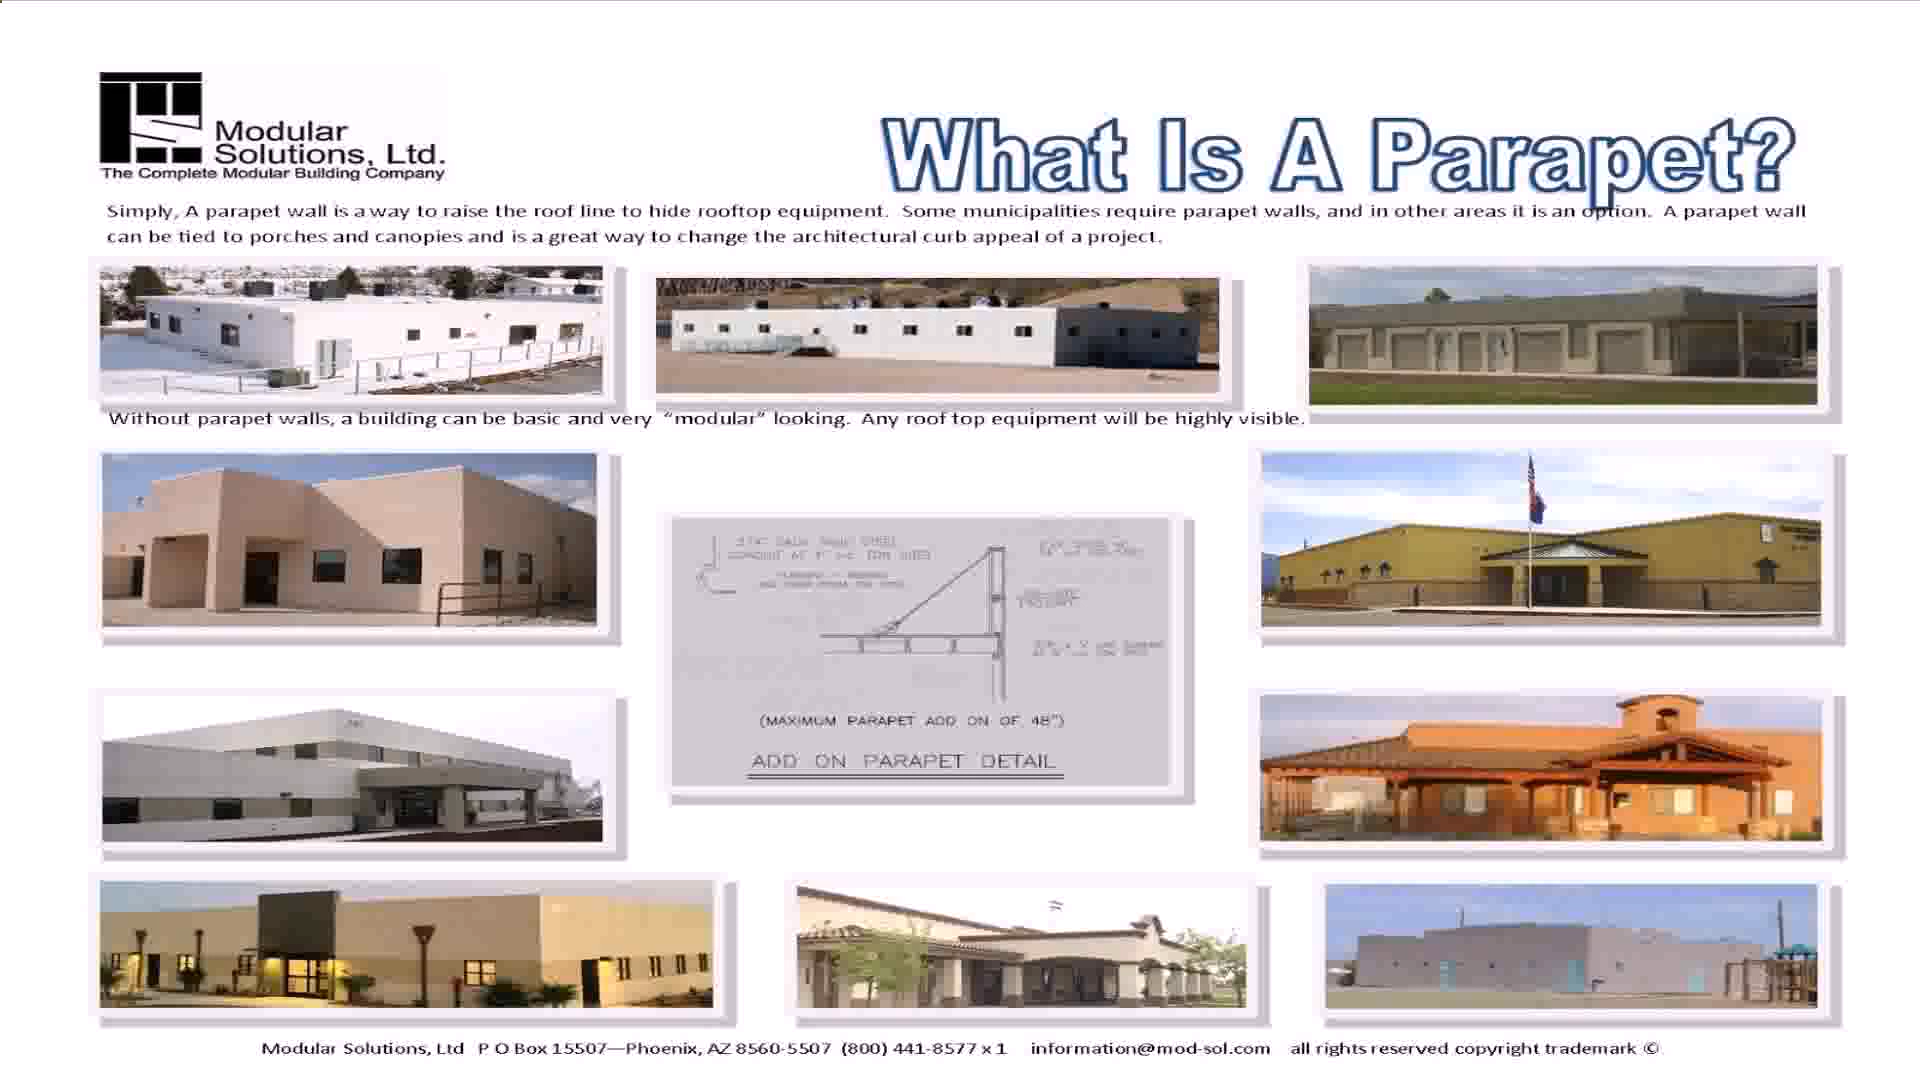 Modular
Solutions, Ltd.
The Complete Modular Building Company
What Is A Parapet?
Simply, A parapet wall is a way to raise the roof line to hide rooftop equipment. Some municipalities require parapet walls, and in other areas it is an option. A parapet wall
can be tied to porches and canopies and is a great way to change the architectural curb appeal of a project.
Without parapet walls, a building can be basic and very “modular” looking. Any roof top equipment will be highly visible.
(MAXIMUM PARAPET ADD ON OF 48")
ADD ON PARAPET DETAIL
Modular Solutions, Ltd P O Box 15507—Phoenix, AZ 8560-5507 (800) 441-8577 x 1 information@mod-sol.com all rights reserved copyright trademark ©